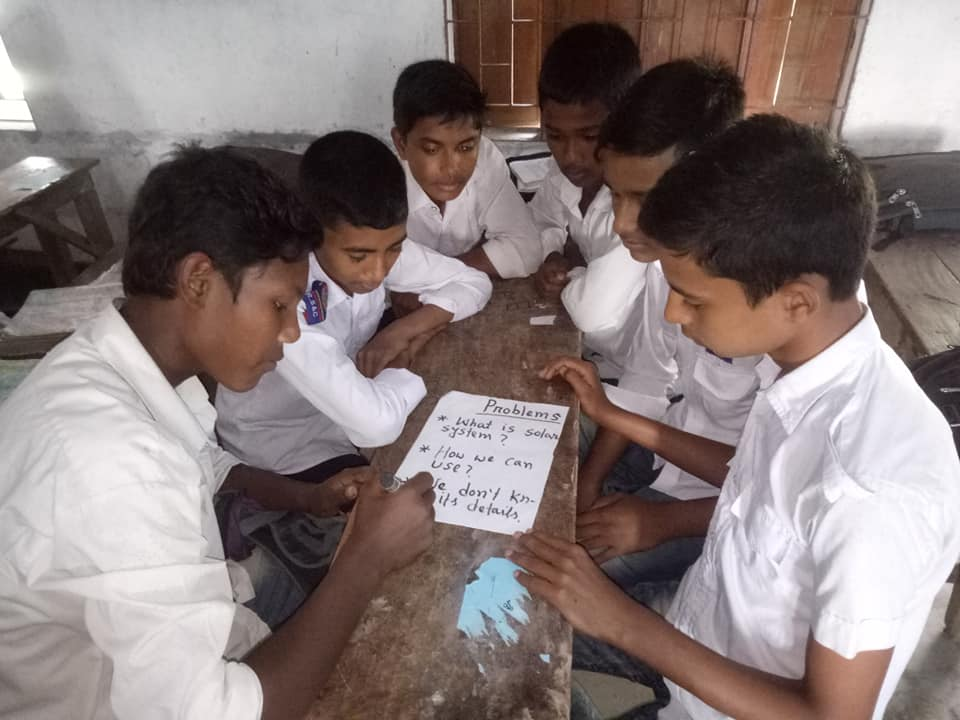 Problems
* What is solar
system?
* How we can
use?
We don't kn-
its details.